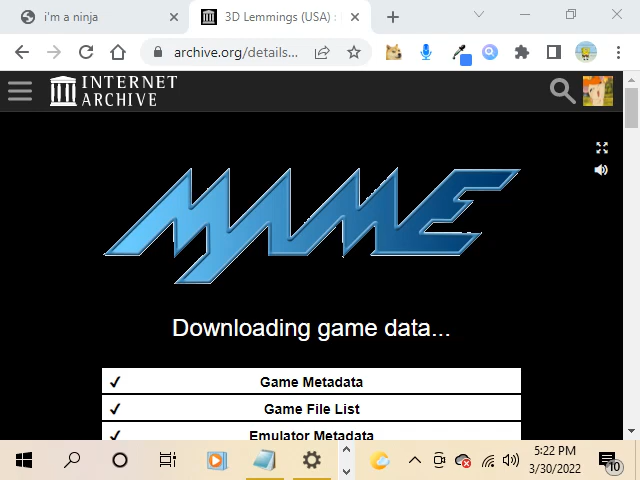 i'm a ninja
3D Lemmings (USA) :
archive.org/details...
INTERNET
ARCHIVE
MAME
Downloading game data...
✔ Game Metadata
✔ Game File List
✔ Emulator Metadata
5:22 PM
3/30/2022
10